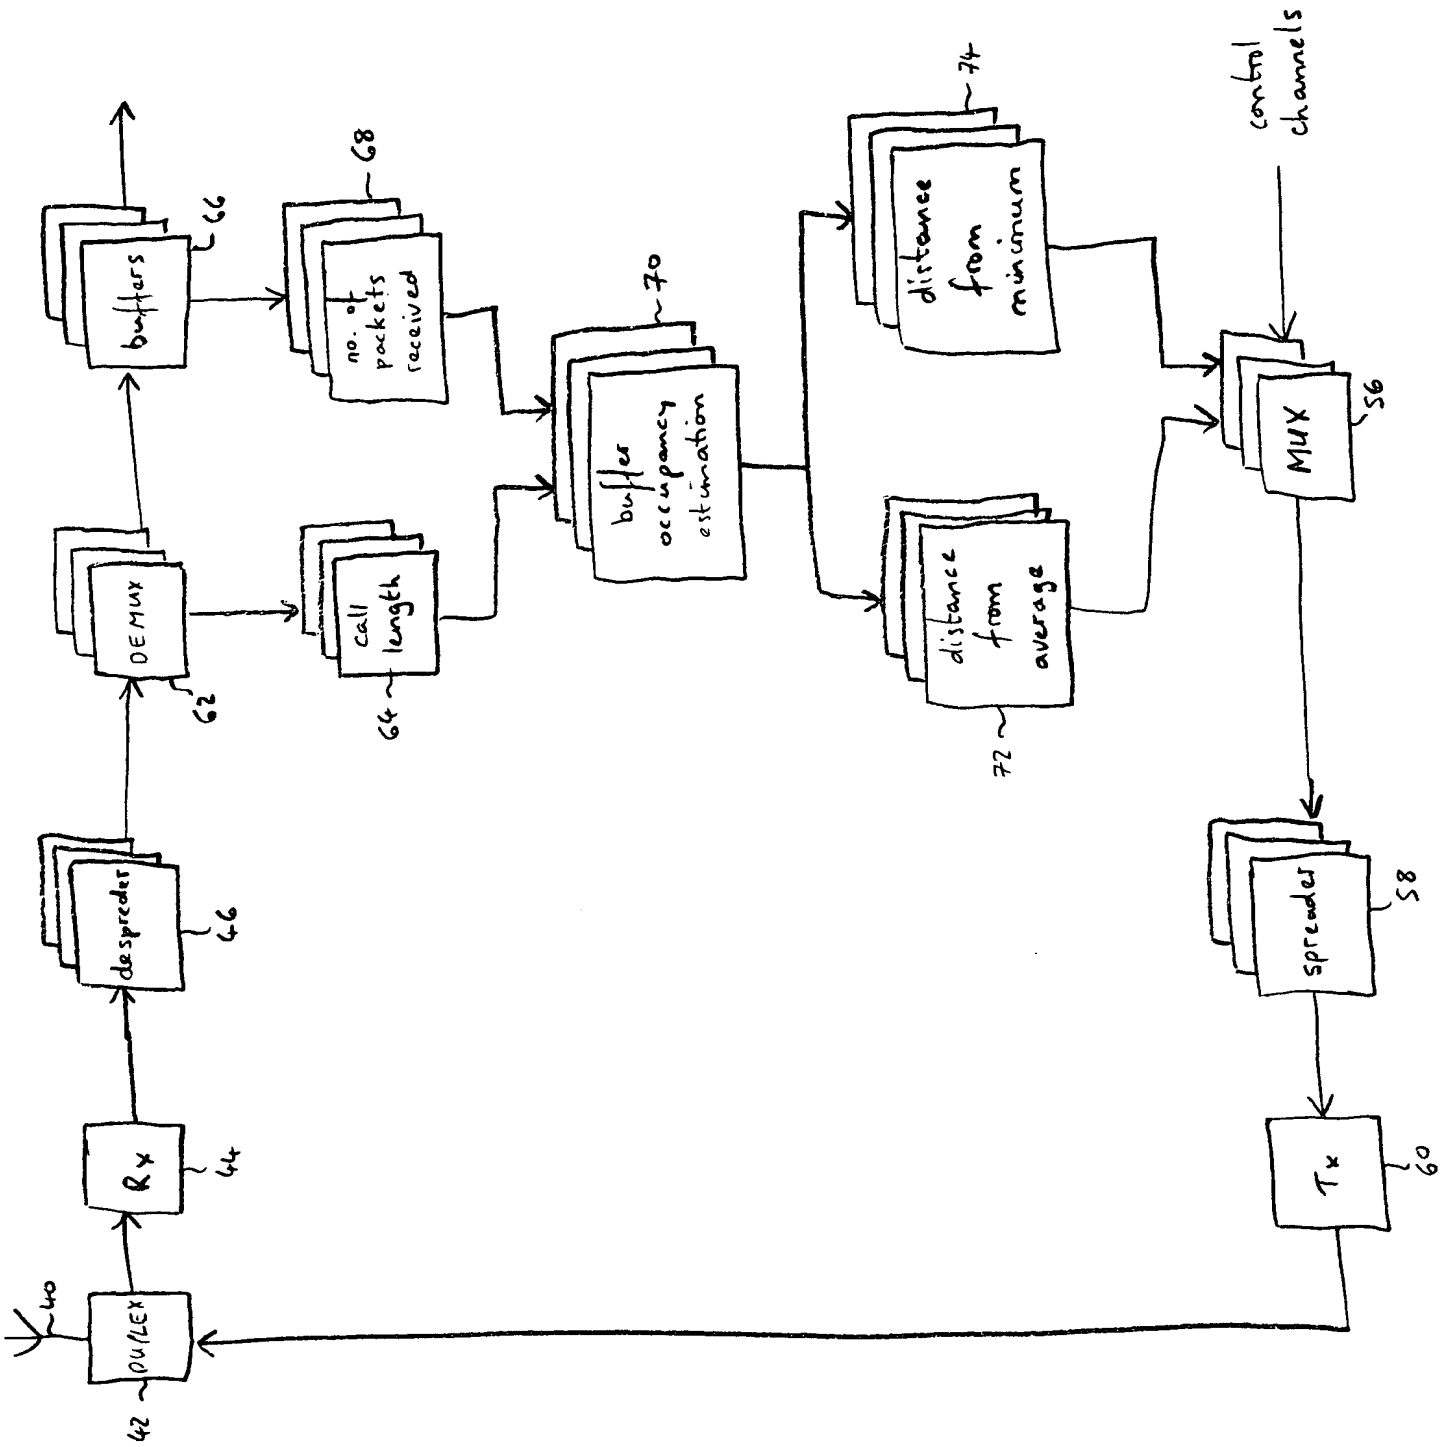 40
DUPLEX
42
Rx
44
despreder
46
DEMUX
62
buffers
66
call
length
64
no. of
packets
received
68
buffer
occupancy
estimation
70
distance
from
average
72
distance
from
minimum
74
control
channels
MUX
56
spreader
58
Tx
60